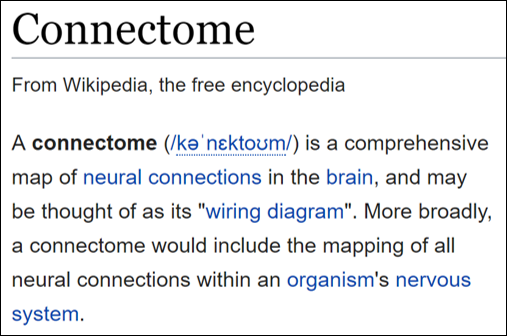 Connectome
From Wikipedia, the free encyclopedia
A connectome (/kəˈnɛktoʊm/) is a comprehensive
map of neural connections in the brain, and may
be thought of as its "wiring diagram". More broadly,
a connectome would include the mapping of all
neural connections within an organism's nervous
system.